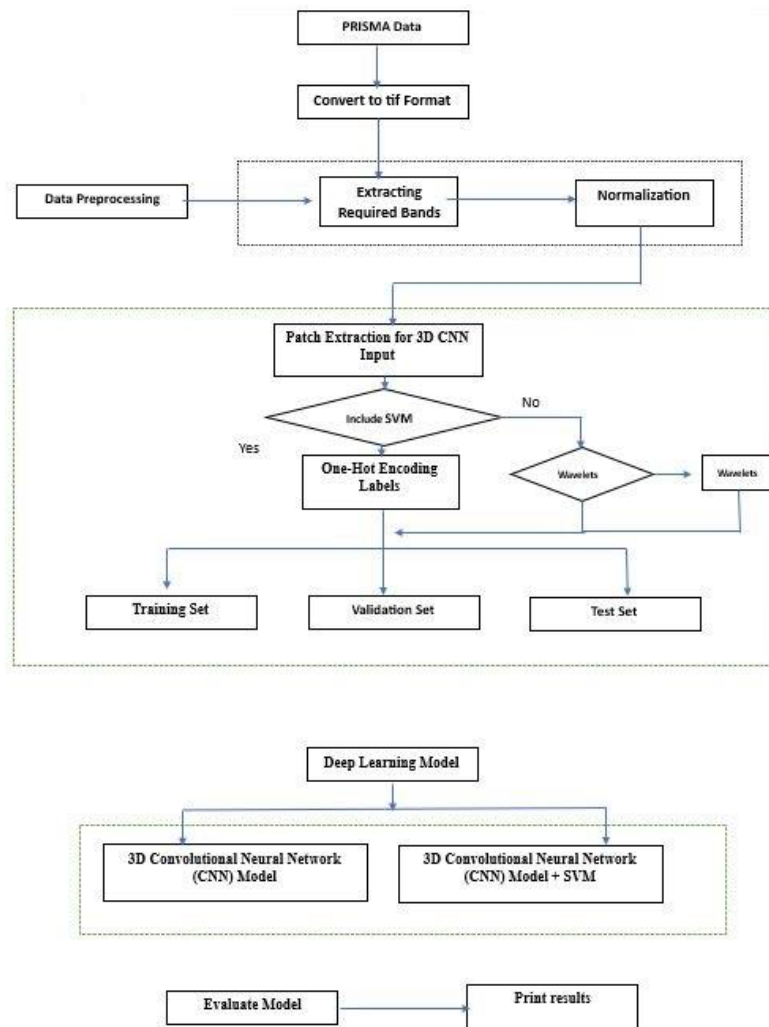 PRISMA Data
Convert to tif Format
Data Preprocessing
Extracting
Required Bands
Normalization
Patch Extraction for 3D CNN
Input
Include SVM
No
Yes
One-Hot Encoding
Labels
Wavelets
Wavelets
Training Set
Validation Set
Test Set
Deep Learning Model
3D Convolutional Neural Network
(CNN) Model
3D Convolutional Neural Network
(CNN) Model + SVM
Evaluate Model
Print results